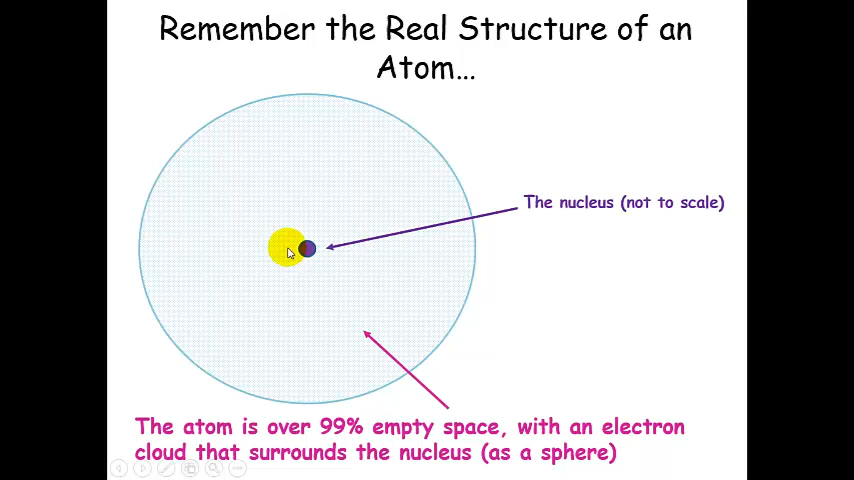 Remember the Real Structure of an
Atom…
The nucleus (not to scale)
The atom is over 99% empty space, with an electron
cloud that surrounds the nucleus (as a sphere)